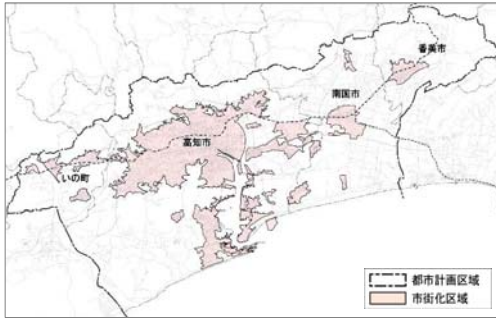 香美市
南国市
高知市
いの町
都市計画区域
市街化区域